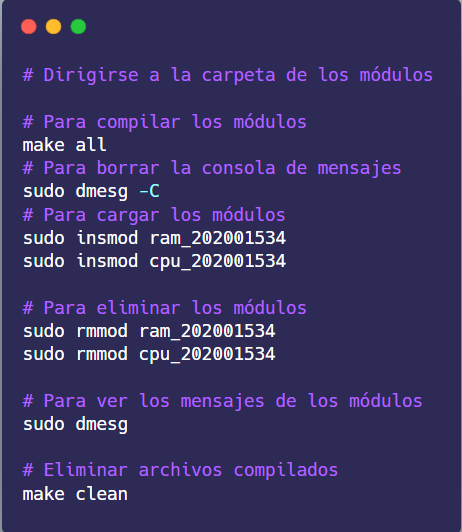 # Dirigirse a la carpeta de los módulos
# Para compilar los módulos
make all
# Para borrar la consola de mensajes
sudo dmesg -C
# Para cargar los módulos
sudo insmod ram_202001534
sudo insmod cpu_202001534
# Para eliminar los módulos
sudo rmmod ram_202001534
sudo rmmod cpu_202001534
# Para ver los mensajes de los módulos
sudo dmesg
# Eliminar archivos compilados
make clean